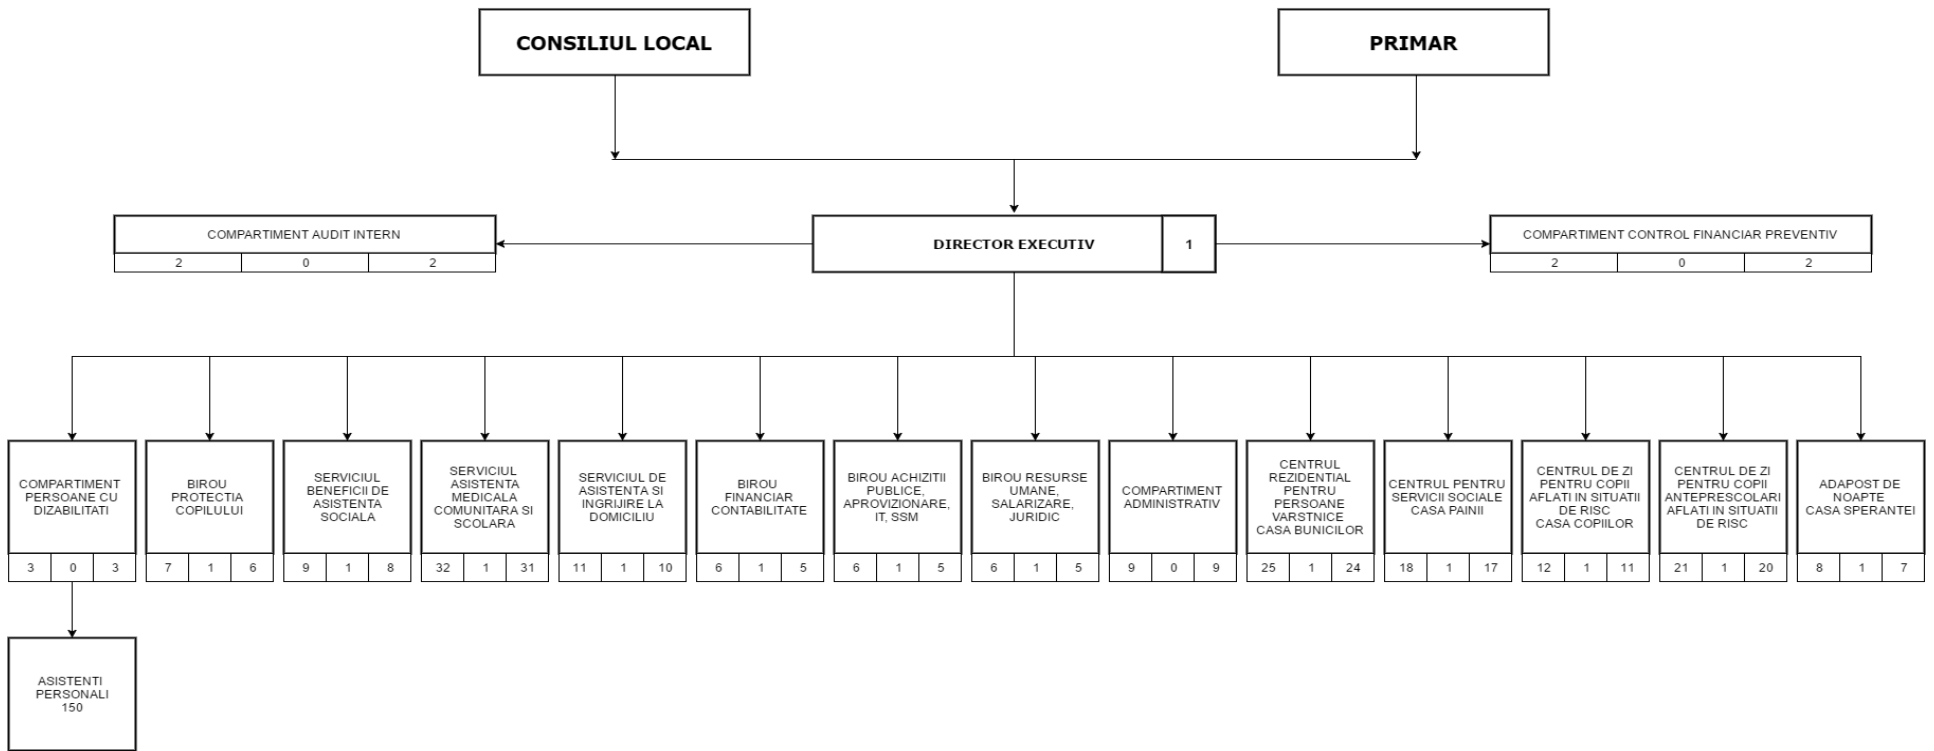 CONSILIUL LOCAL
PRIMAR
COMPARTIMENT AUDIT INTERN
2 0 2
DIRECTOR EXECUTIV 1
COMPARTIMENT CONTROL FINANCIAR PREVENTIV
2 0 2
COMPARTIMENT
PERSOANE CU
DIZABILITATI
3 0 3
BIROU
PROTECTIA
COPILULUI
7 1 6
SERVICIUL
BENEFICII DE
ASISTENTA
SOCIALA
9 1 8
SERVICIUL
ASISTENTA
MEDICALA
COMUNITARA SI
SCOLARA
32 1 31
SERVICIUL DE
ASISTENTA SI
INGRIJIRE LA
DOMICILIU
11 1 10
BIROU
FINANCIAR
CONTABILITATE
6 1 5
BIROU ACHIZITII
PUBLICE,
APROVIZIONARE,
IT, SSM
6 1 5
BIROU RESURSE
UMANE,
SALARIZARE,
JURIDIC
6 1 5
COMPARTIMENT
ADMINISTRATIV
9 0 9
CENTRUL
REZIDENTIAL
PENTRU
PERSOANE
VARSTNICE
CASA BUNICILOR
25 1 24
CENTRUL PENTRU
SERVICII SOCIALE
CASA PAINII
18 1 17
CENTRUL DE ZI
PENTRU COPII
AFLATI IN SITUATII
DE RISC
CASA COPIILOR
12 1 11
CENTRUL DE ZI
PENTRU COPII
ANTEPRESCOLARI
AFLATI IN SITUATII
DE RISC
21 1 20
ADAPOST DE
NOAPTE
CASA SPERANTEI
8 1 7
ASISTENTI
PERSONALI
150